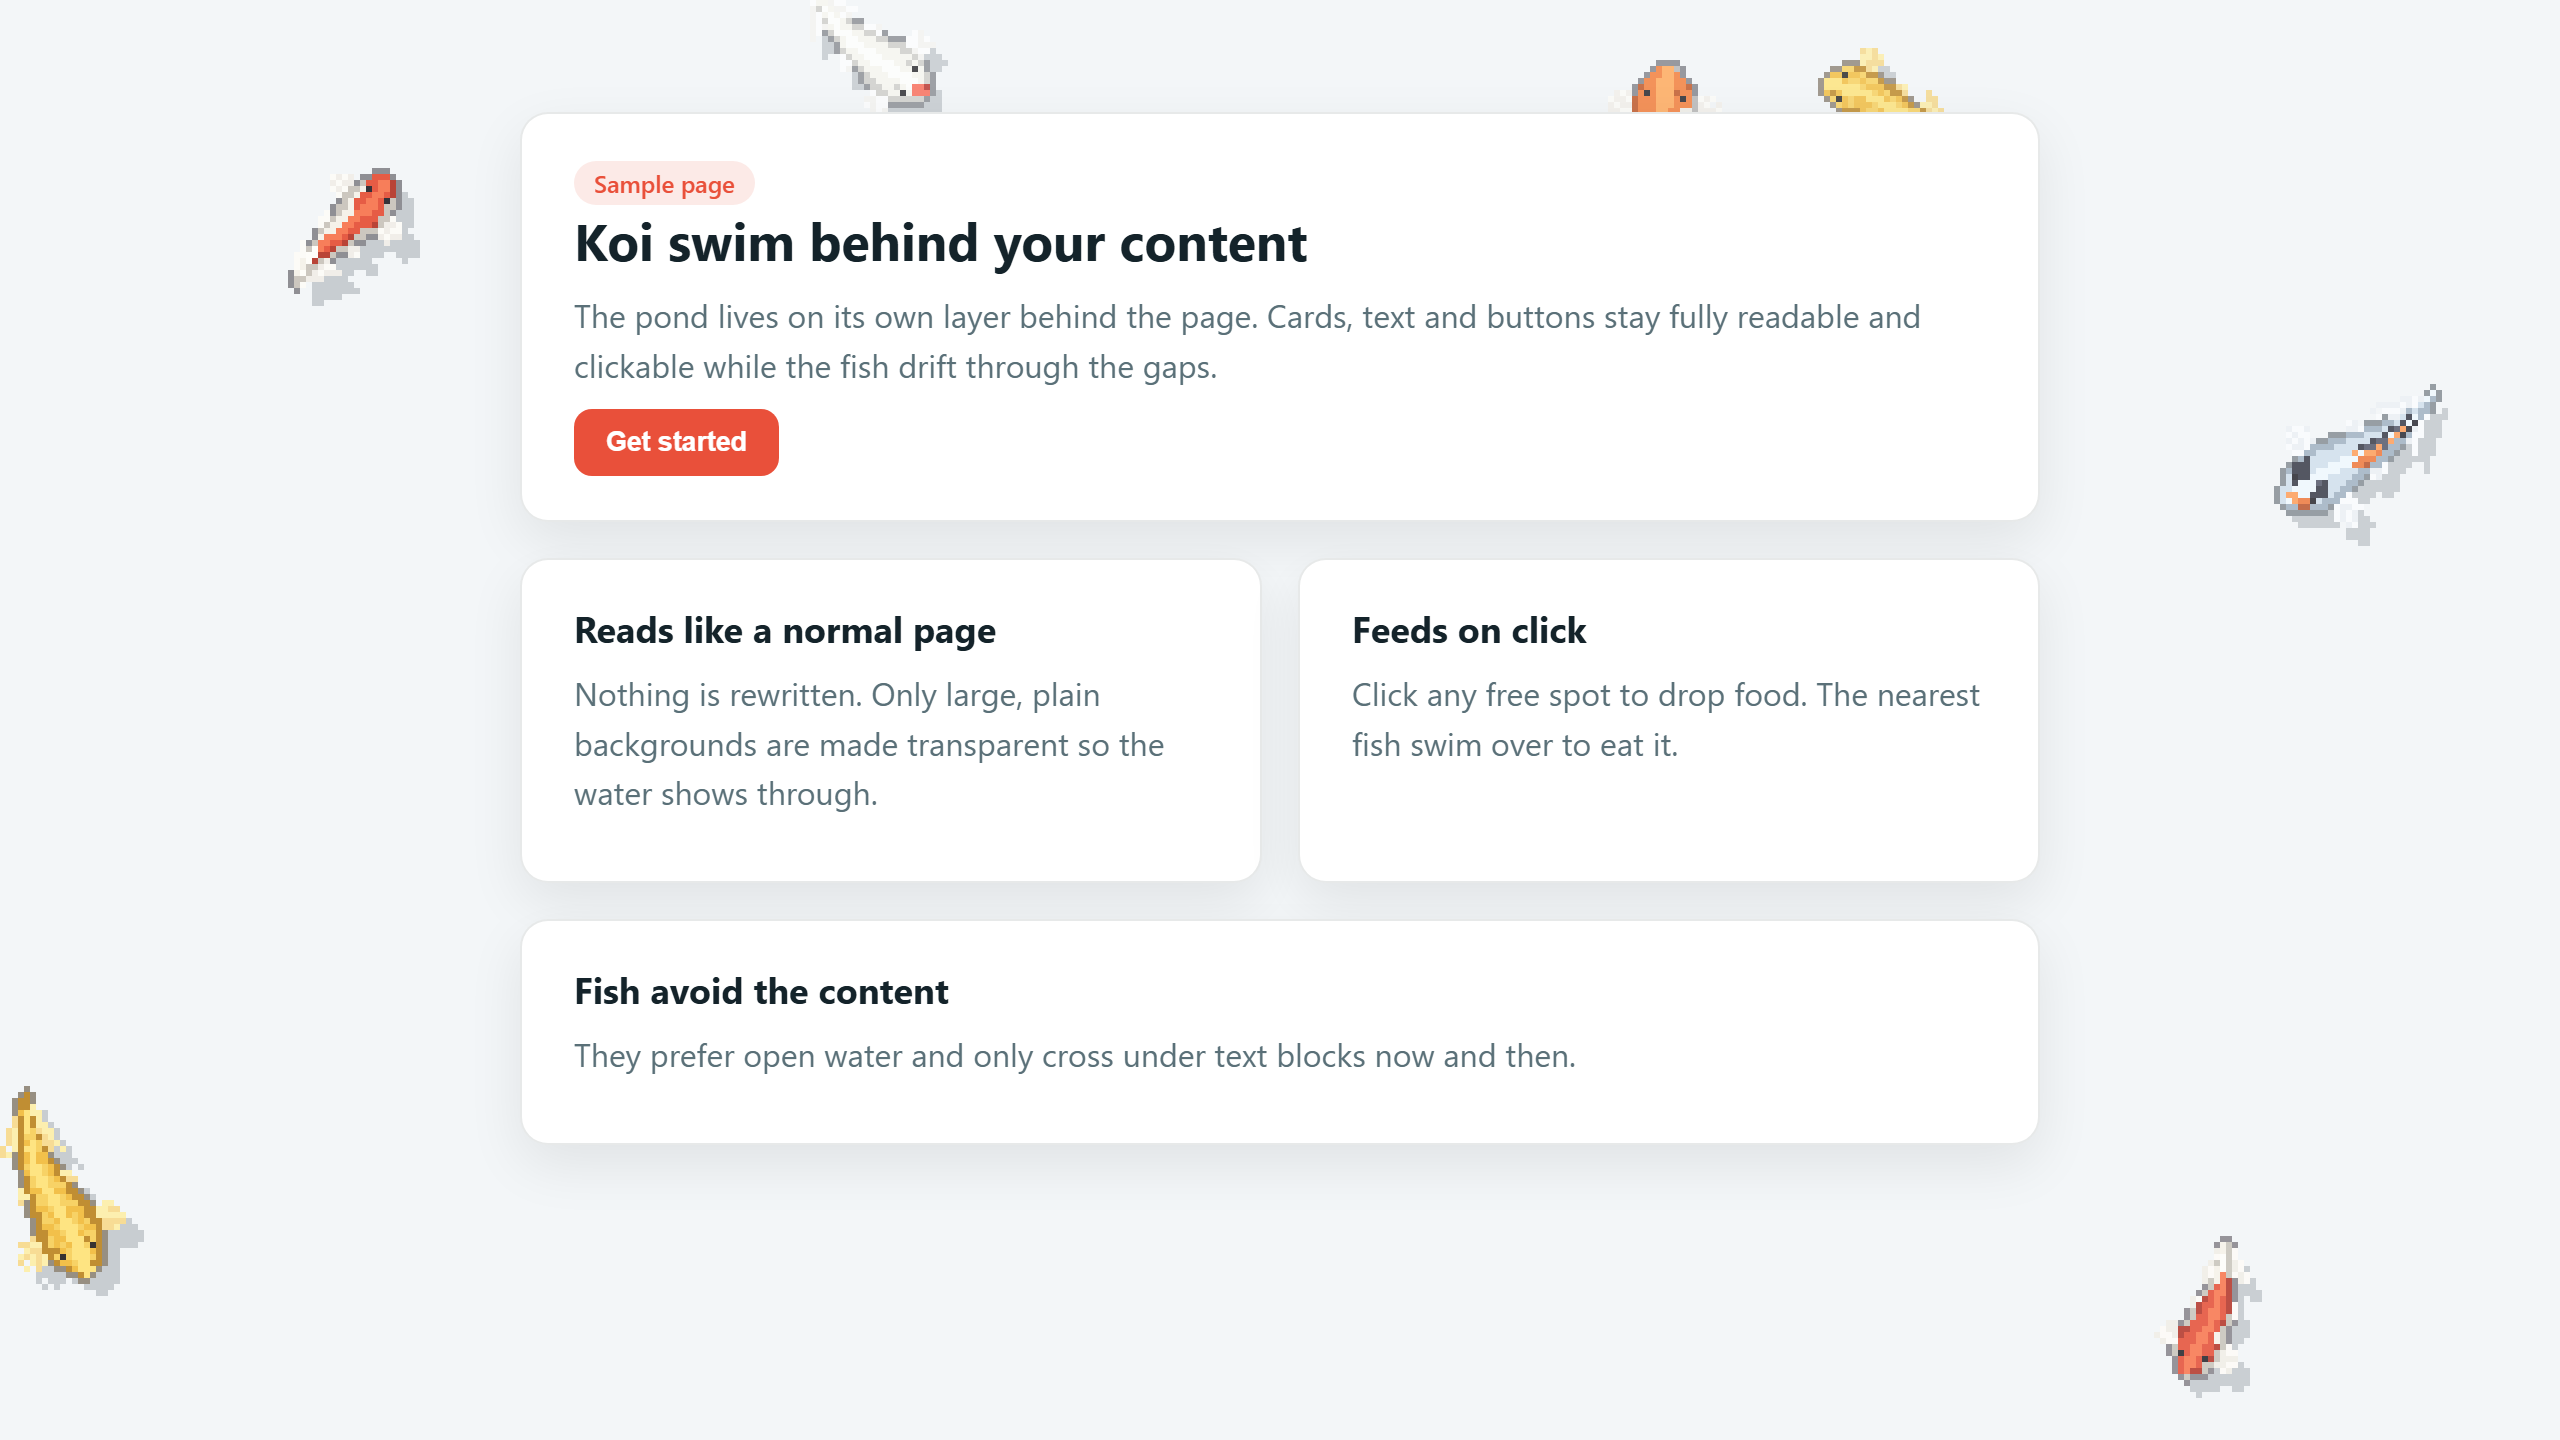 Sample page
Koi swim behind your content
The pond lives on its own layer behind the page. Cards, text and buttons stay fully readable and
clickable while the fish drift through the gaps.
Get started
Reads like a normal page
Nothing is rewritten. Only large, plain
backgrounds are made transparent so the
water shows through.
Feeds on click
Click any free spot to drop food. The nearest
fish swim over to eat it.
Fish avoid the content
They prefer open water and only cross under text blocks now and then.